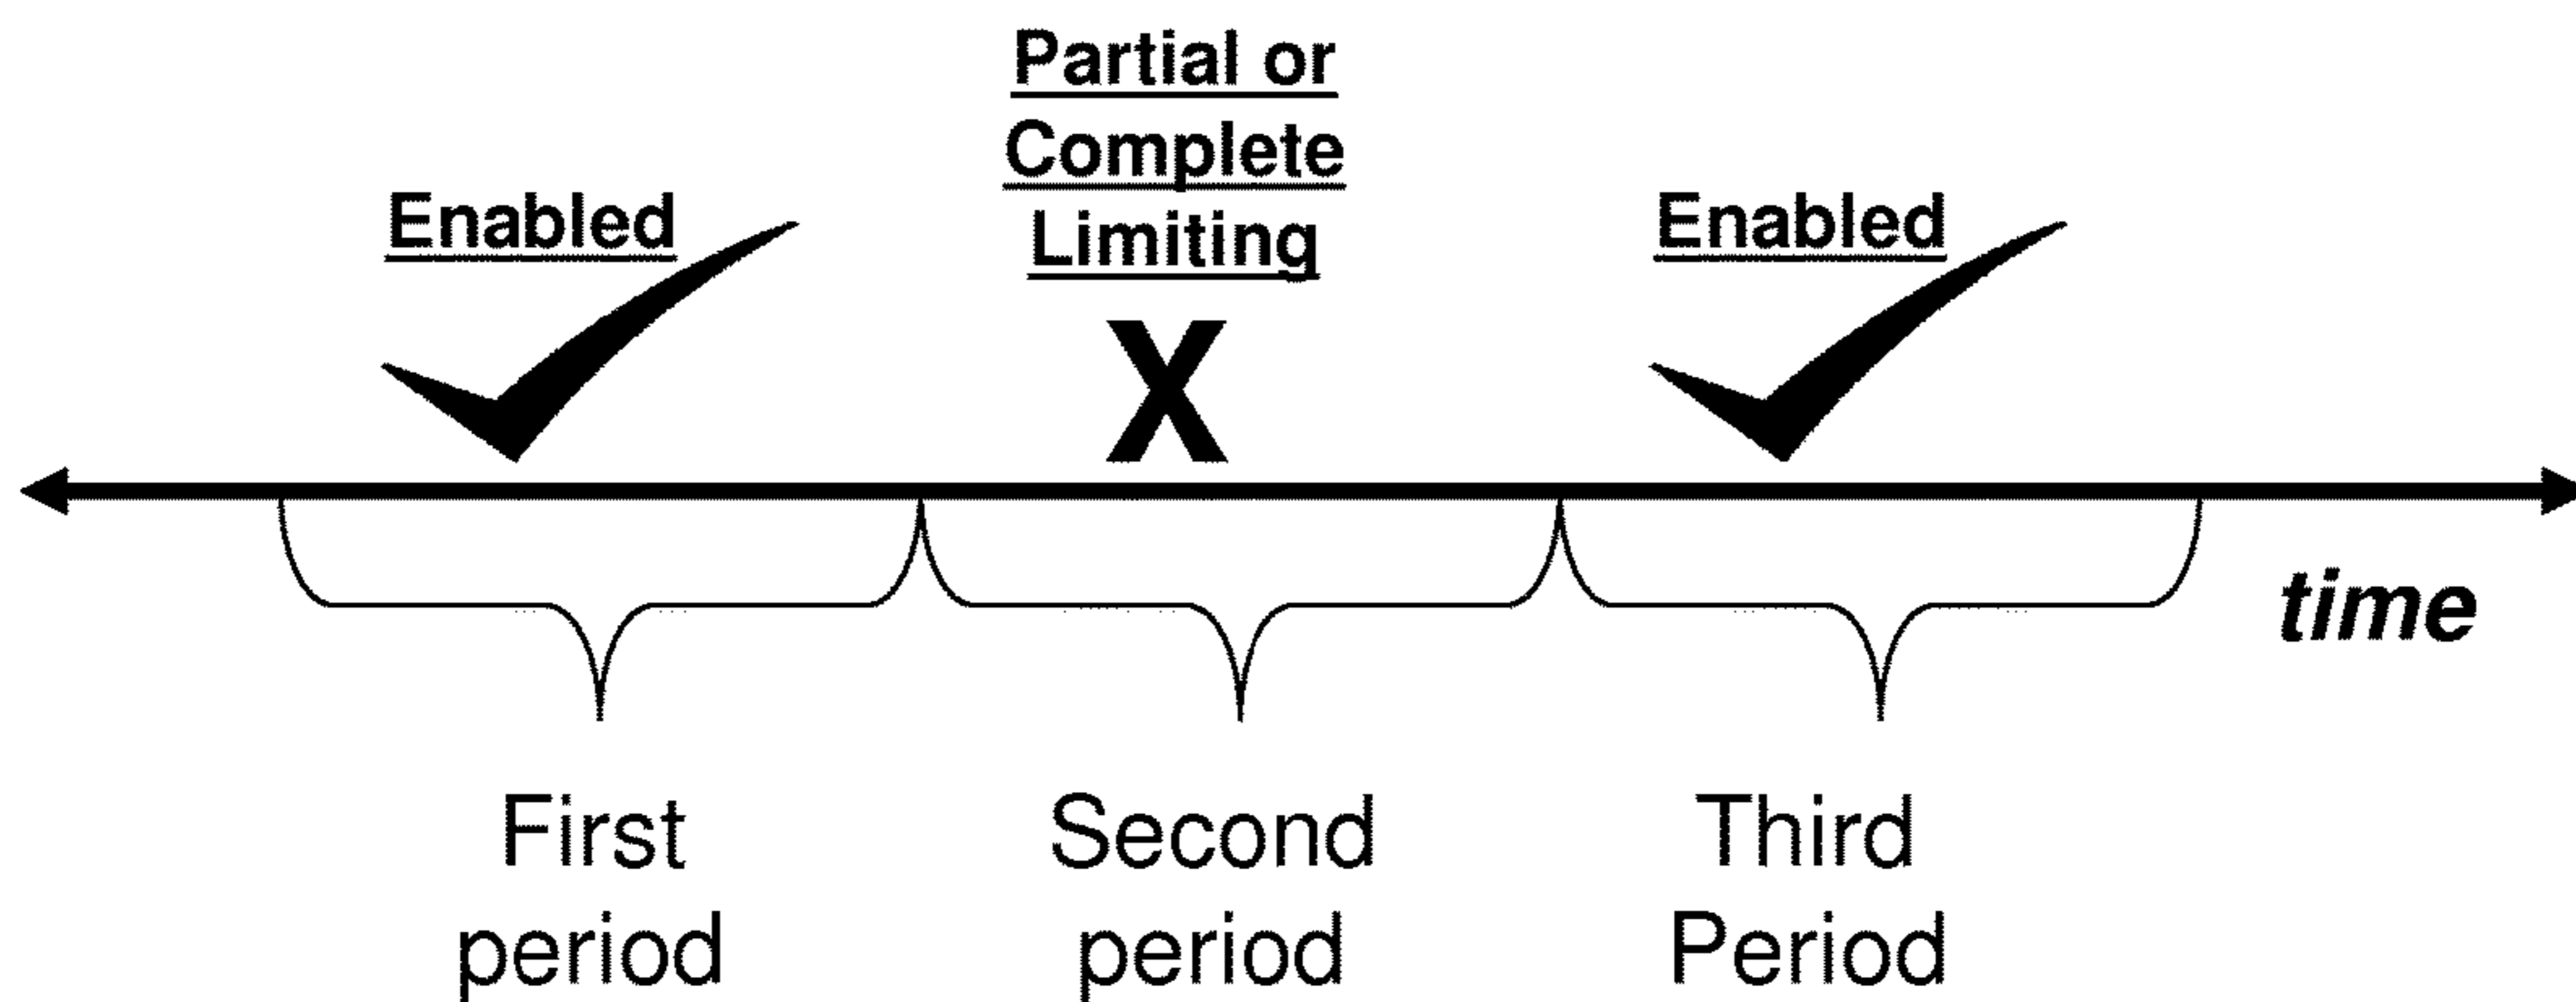 Partial or
Complete
Limiting
Enabled
X
Enabled
time
First
period
Second
period
Third
Period